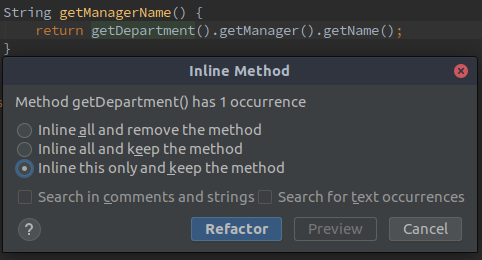 String getManagerName() {
return getDepartment().getManager().getName();
}
Inline Method
Method getDepartment() has 1 occurrence
Inline all and remove the method
Inline all and keep the method
Inline this only and keep the method
Search in comments and strings Search for text occurrences
? Refactor Preview Cancel